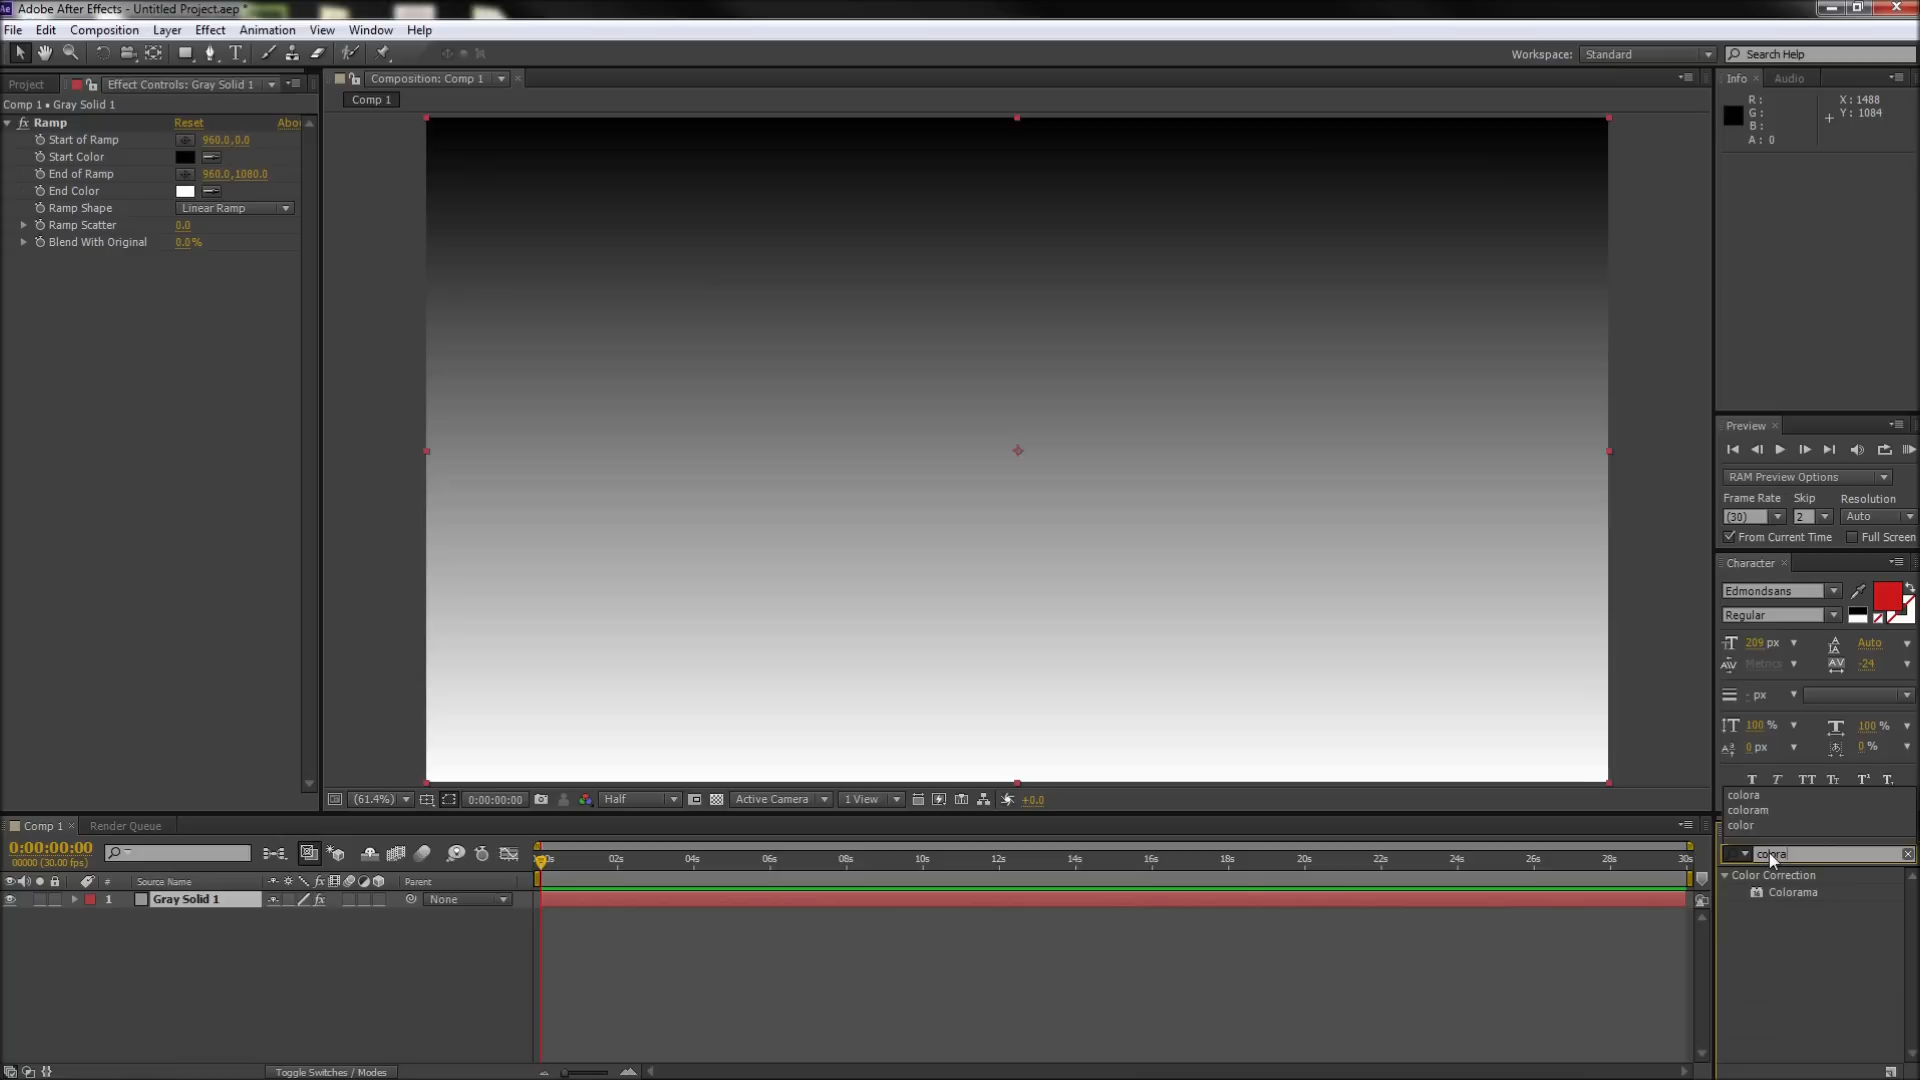 Adobe After Effects - Untitled Project.aep *
File Edit Composition Layer Effect Animation View Window Help
Workspace: Standard Search Help
Project Effect Controls: Gray Solid 1
Composition: Comp 1
Info Audio
Comp 1 • Gray Solid 1
Comp 1
R: X: 1488
G: Y: 1084
B:
A: 0
Ramp Reset Abou
Start of Ramp 960.0,0.0
Start Color
End of Ramp 960.0,1080.0
End Color
Ramp Shape Linear Ramp
Ramp Scatter 0.0
Blend With Original 0.0%
Preview
RAM Preview Options
Frame Rate Skip Resolution
(30) 2 Auto
From Current Time Full Screen
Character
Edmondsans
Regular
209 px Auto
Metrics -24
- px
100 % 100 %
0 px 0 %
colora
coloram
color
colora
Color Correction
Colorama
(61.4%) 0:00:00:00 Half Active Camera 1 View +0.0
Comp 1 Render Queue
0:00:00:00
00000 (30.00 fps)
# Source Name Parent
02s 04s 06s 08s 10s 12s 14s 16s 18s 20s 22s 24s 26s 28s 30s
1 Gray Solid 1 None
Toggle Switches / Modes